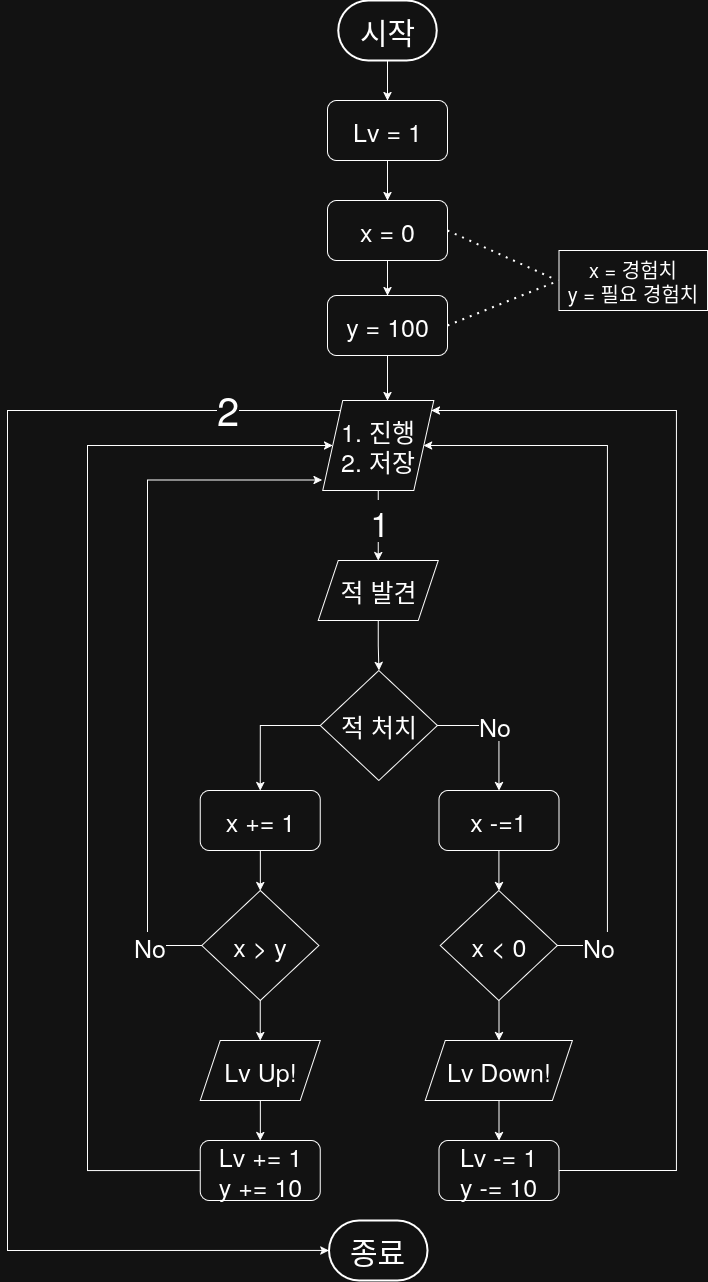 시작
Lv = 1
x = 0
x = 경험치
y = 필요 경험치
y = 100
2
1. 진행
2. 저장
1
적 발견
적 처치
No
x += 1
x -=1
No
x > y
x < 0
No
Lv Up!
Lv Down!
Lv += 1
y += 10
Lv -= 1
y -= 10
종료